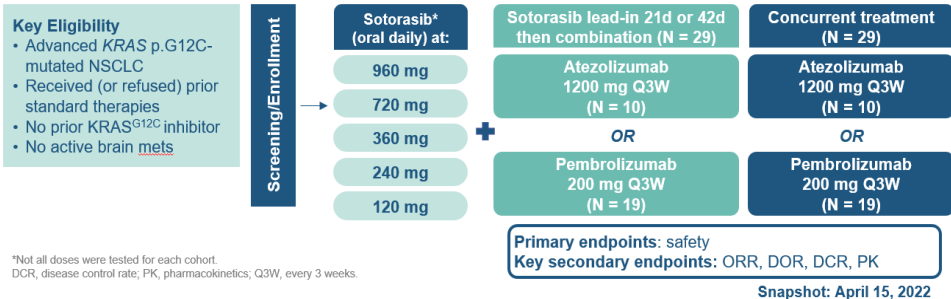 Key Eligibility
• Advanced KRAS p.G12C-
mutated NSCLC
• Received (or refused) prior
standard therapies
• No prior KRASG12C inhibitor
• No active brain mets
Screening/Enrollment
Sotorasib*
(oral daily) at:
960 mg
720 mg
360 mg
240 mg
120 mg
+
Sotorasib lead-in 21d or 42d
then combination (N = 29)
Atezolizumab
1200 mg Q3W
(N = 10)
OR
Pembrolizumab
200 mg Q3W
(N = 19)
Concurrent treatment
(N = 29)
Atezolizumab
1200 mg Q3W
(N = 10)
OR
Pembrolizumab
200 mg Q3W
(N = 19)
Primary endpoints: safety
Key secondary endpoints: ORR, DOR, DCR, PK
*Not all doses were tested for each cohort.
DCR, disease control rate; PK, pharmacokinetics; Q3W, every 3 weeks.
Snapshot: April 15, 2022